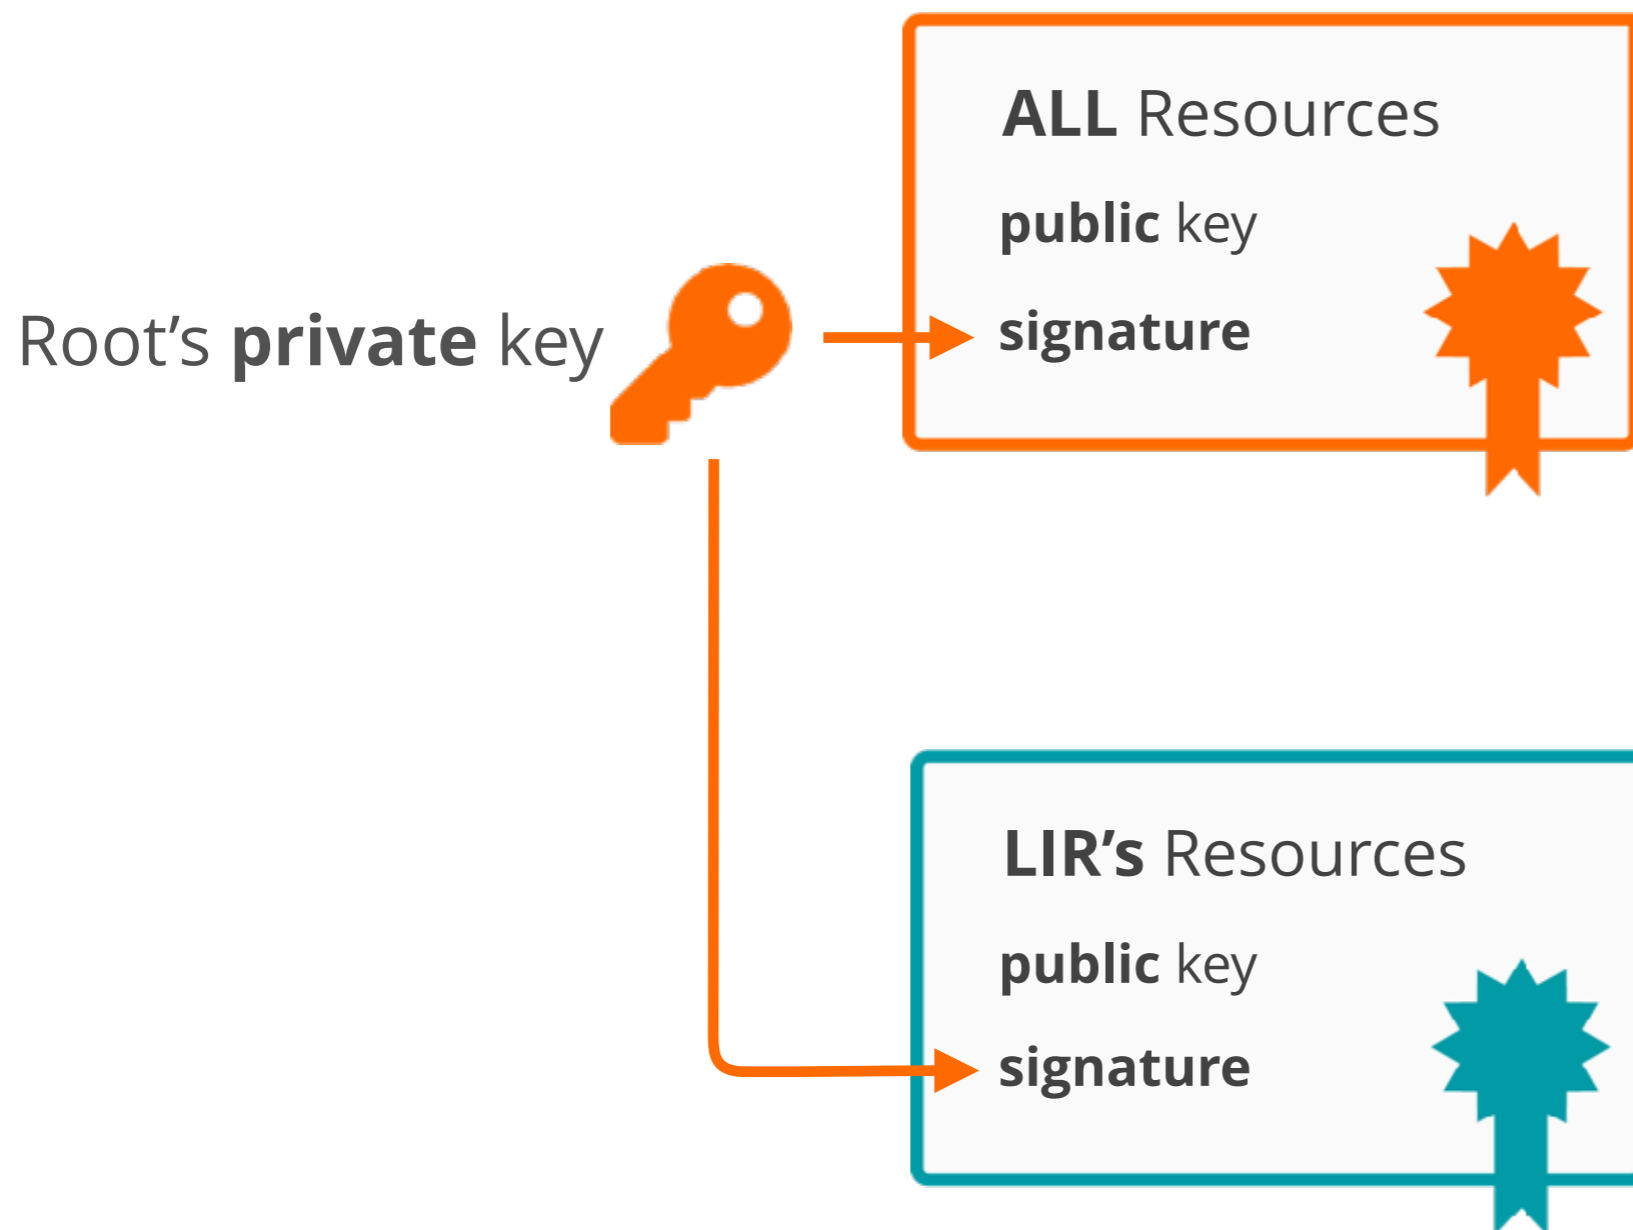 ALL Resources
public key
Root’s private key
signature
LIR’s Resources
public key
signature